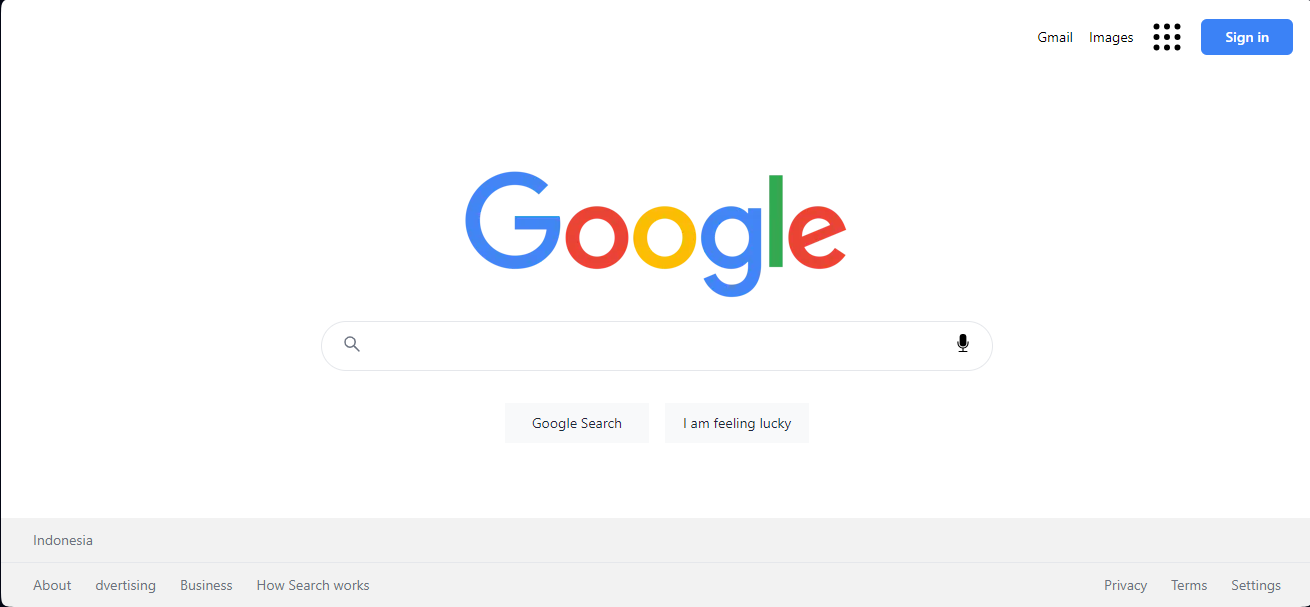 Gmail Images Sign in
Google
Google Search I am feeling lucky
Indonesia
About dvertising Business How Search works Privacy Terms Settings